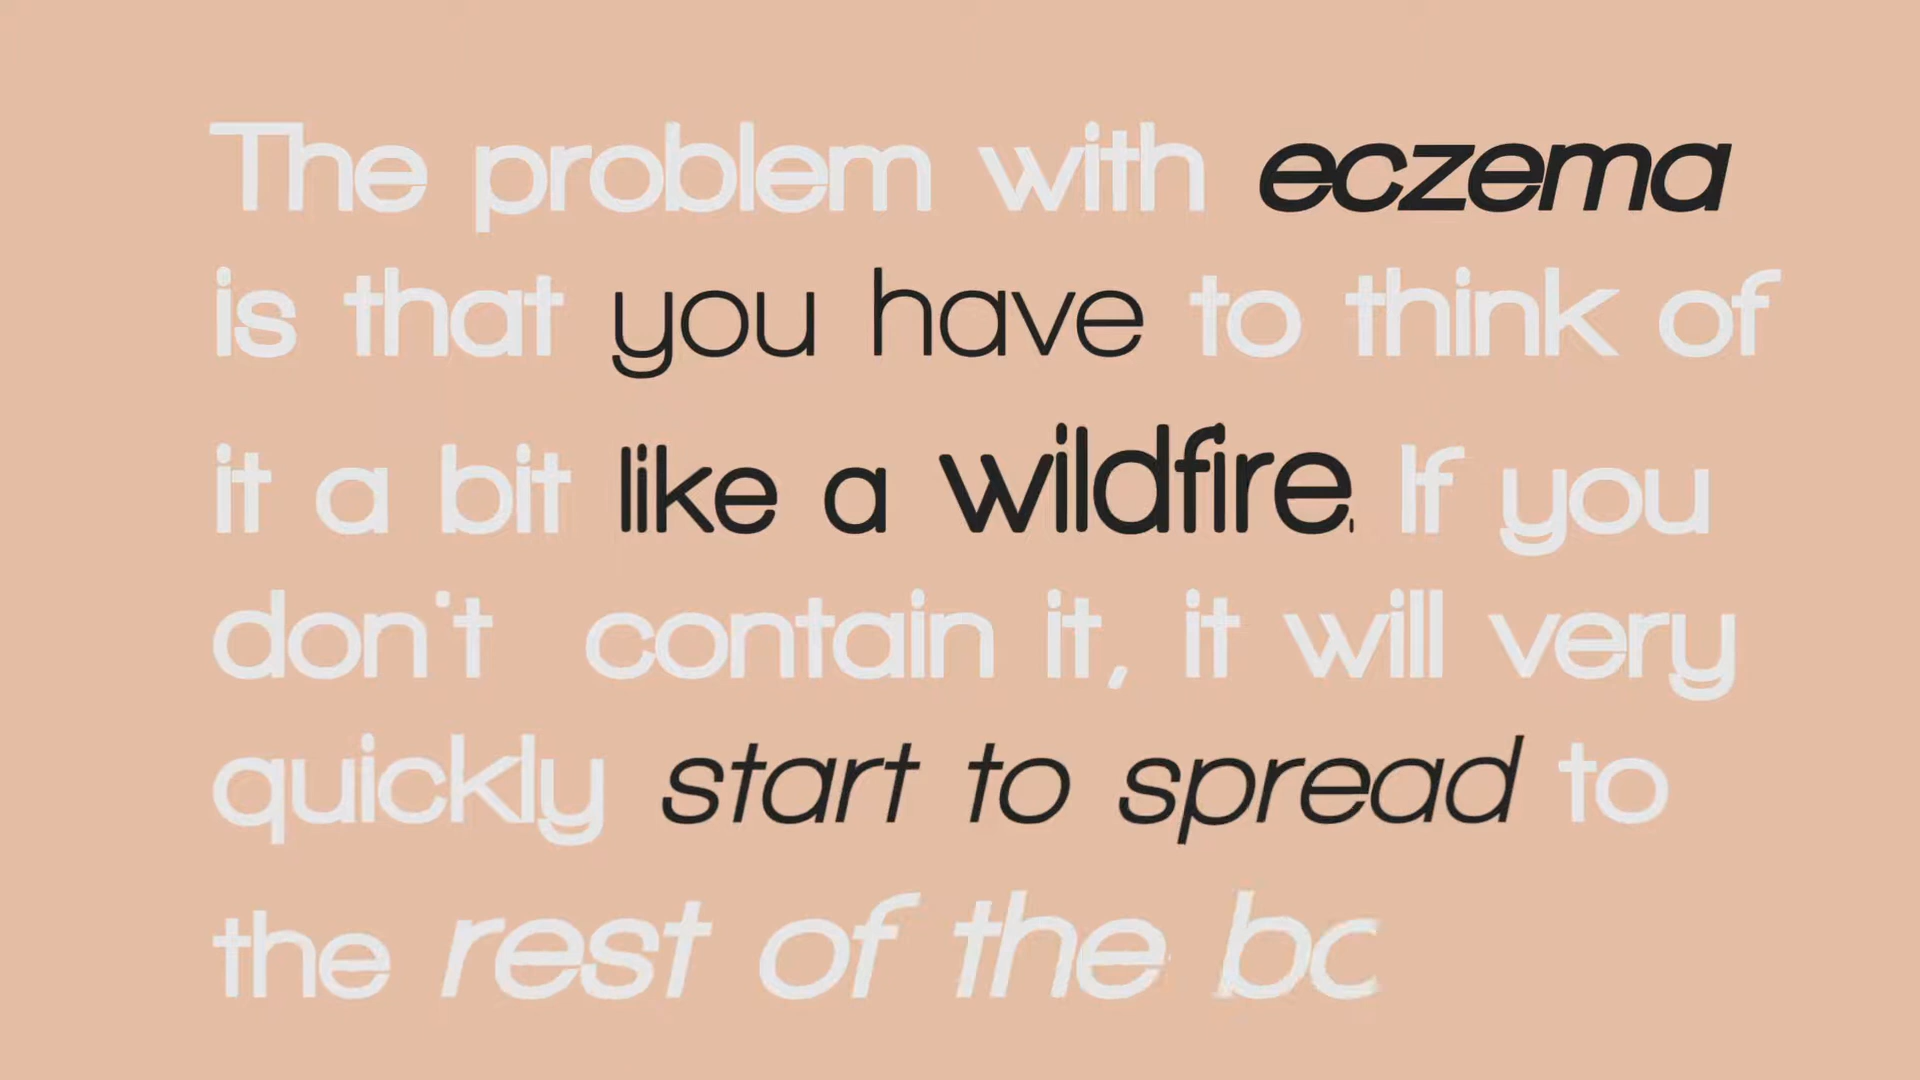 The problem with eczema
is that you have to think of
it a bit like a wildfire. If you
don't contain it, it will very
quickly start to spread to
the rest of the